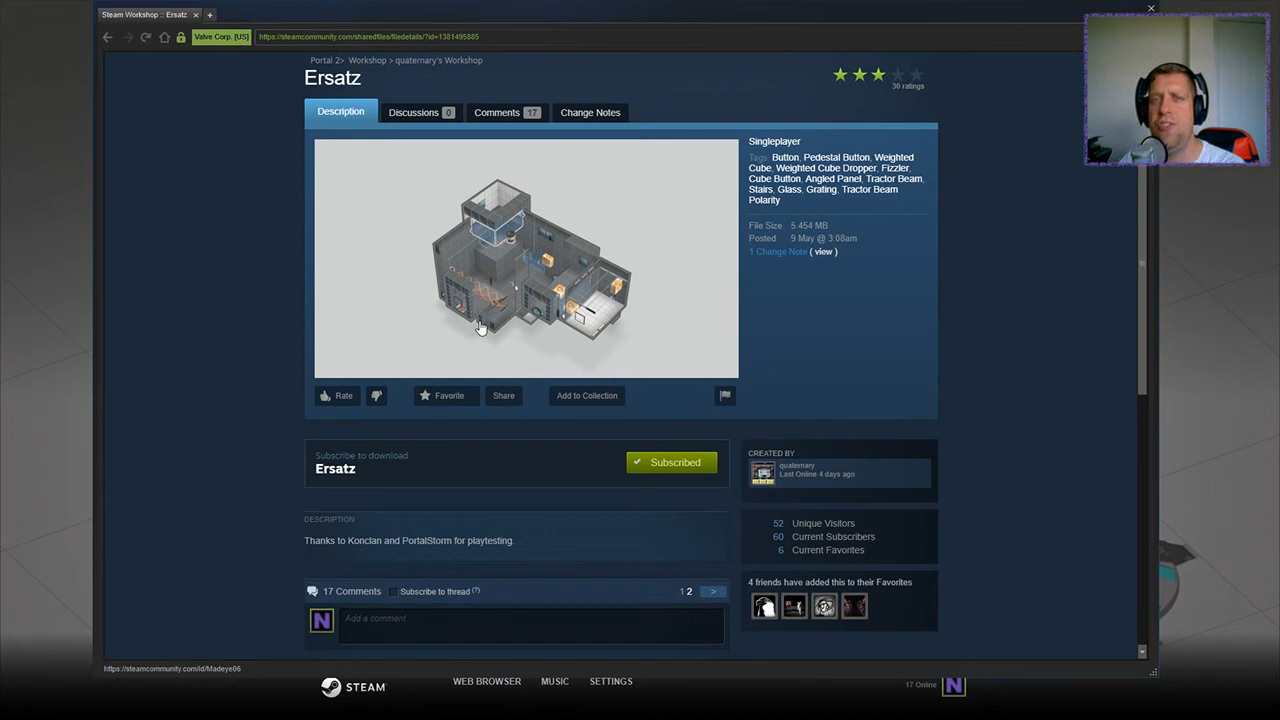 Steam Workshop :: Ersatz
Valve Corp. [US]
https://steamcommunity.com/sharedfiles/filedetails/?id=1381495885
Portal 2> Workshop > quaternary's Workshop
Ersatz
30 ratings
Description
Discussions 0
Comments 17
Change Notes
Singleplayer
Tags: Button, Pedestal Button, Weighted
Cube, Weighted Cube Dropper, Fizzler,
Cube Button, Angled Panel, Tractor Beam,
Stairs, Glass, Grating, Tractor Beam
Polarity
File Size 5.454 MB
Posted 9 May @ 3:08am
1 Change Note ( view )
Rate
Favorite
Share
Add to Collection
Subscribe to download
Ersatz
Subscribed
CREATED BY
quaternary
Last Online 4 days ago
DESCRIPTION
Thanks to Konclan and PortalStorm for playtesting.
52 Unique Visitors
60 Current Subscribers
6 Current Favorites
17 Comments
Subscribe to thread (?)
1 2 >
4 friends have added this to their Favorites
N
Add a comment
https://steamcommunity.com/id/Madeye06
STEAM
WEB BROWSER
MUSIC
SETTINGS
17 Online
N